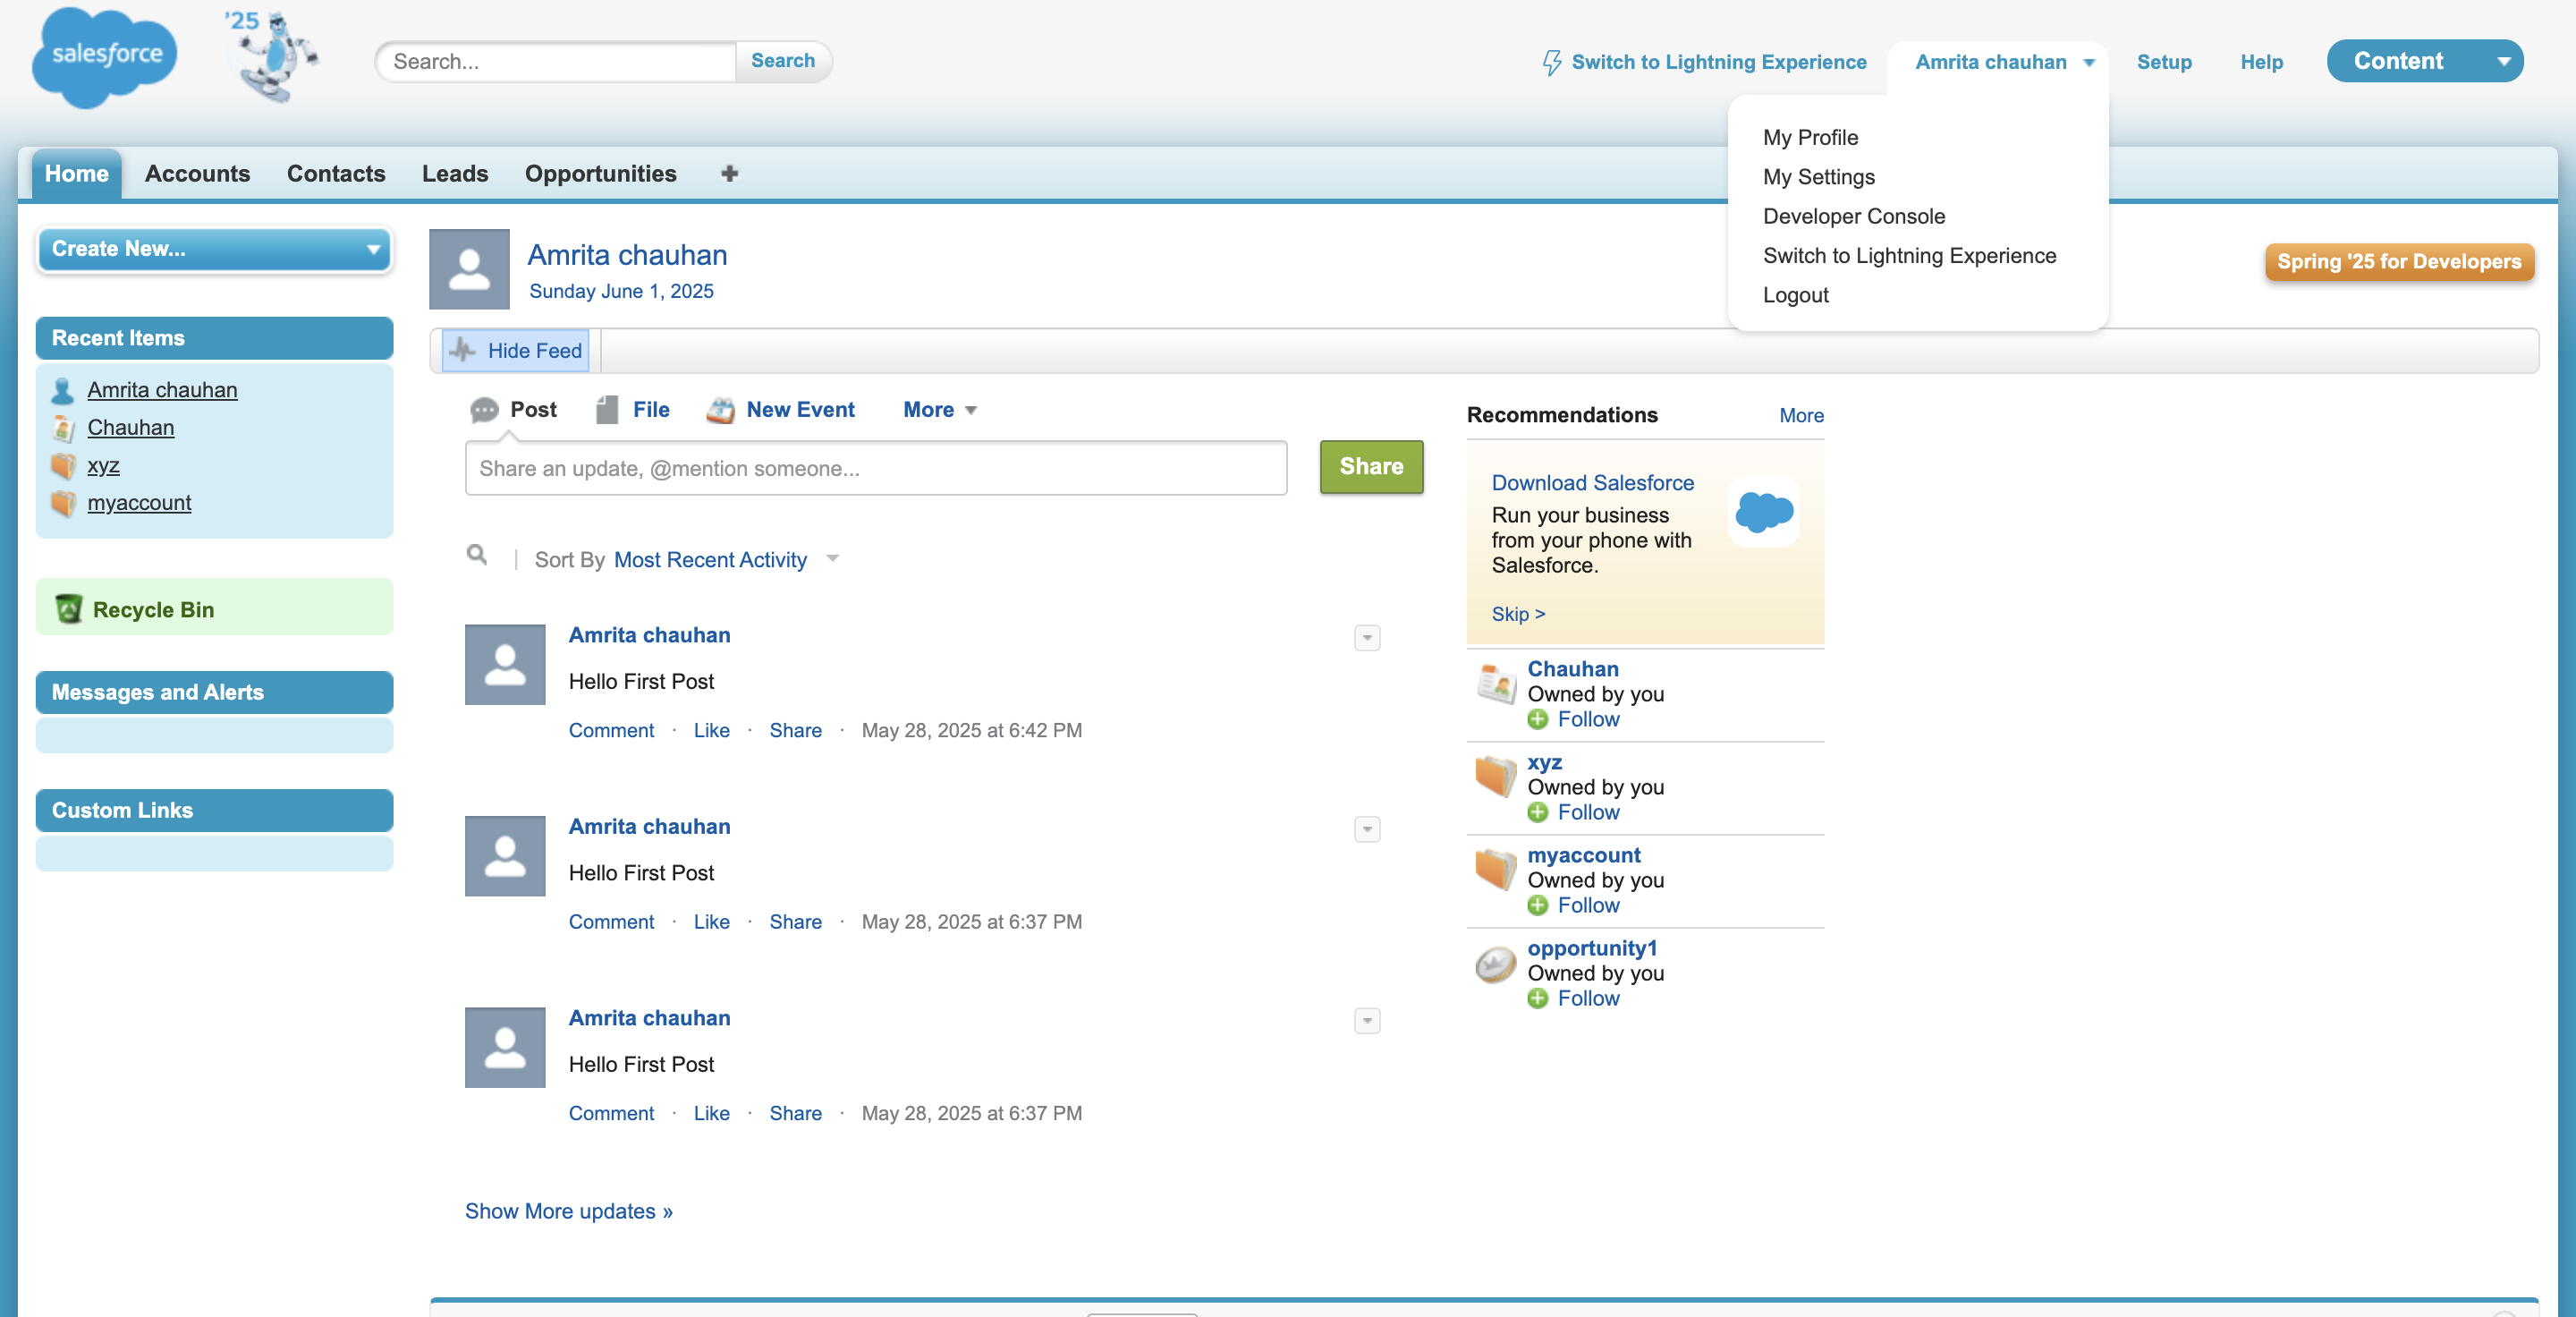 salesforce
'25
Search...
Search
Switch to Lightning Experience
Amrita chauhan
Setup
Help
Content
My Profile
My Settings
Developer Console
Switch to Lightning Experience
Logout
Home
Accounts
Contacts
Leads
Opportunities
Create New...
Recent Items
Amrita chauhan
Chauhan
xyz
myaccount
Recycle Bin
Messages and Alerts
Custom Links
Amrita chauhan
Sunday June 1, 2025
Spring '25 for Developers
Hide Feed
Post
File
New Event
More
Share an update, @mention someone...
Share
Sort By Most Recent Activity
Amrita chauhan
Hello First Post
Comment · Like · Share · May 28, 2025 at 6:42 PM
Amrita chauhan
Hello First Post
Comment · Like · Share · May 28, 2025 at 6:37 PM
Amrita chauhan
Hello First Post
Comment · Like · Share · May 28, 2025 at 6:37 PM
Show More updates »
Recommendations
More
Download Salesforce
Run your business
from your phone with
Salesforce.
Skip >
Chauhan
Owned by you
Follow
xyz
Owned by you
Follow
myaccount
Owned by you
Follow
opportunity1
Owned by you
Follow